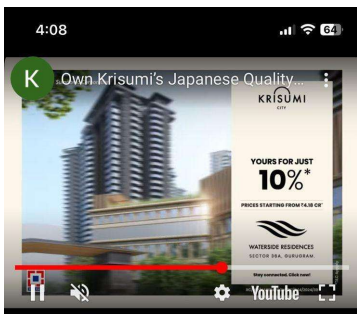 4:08
64
K
Own Krisumi's Japanese Quality...
KRISUMI
CITY
YOURS FOR JUST
10%*
PRICES STARTING FROM ₹4.18 CR*
WATERSIDE RESIDENCES
SECTOR 36A, GURUGRAM
Stay connected. Click now!
YouTube